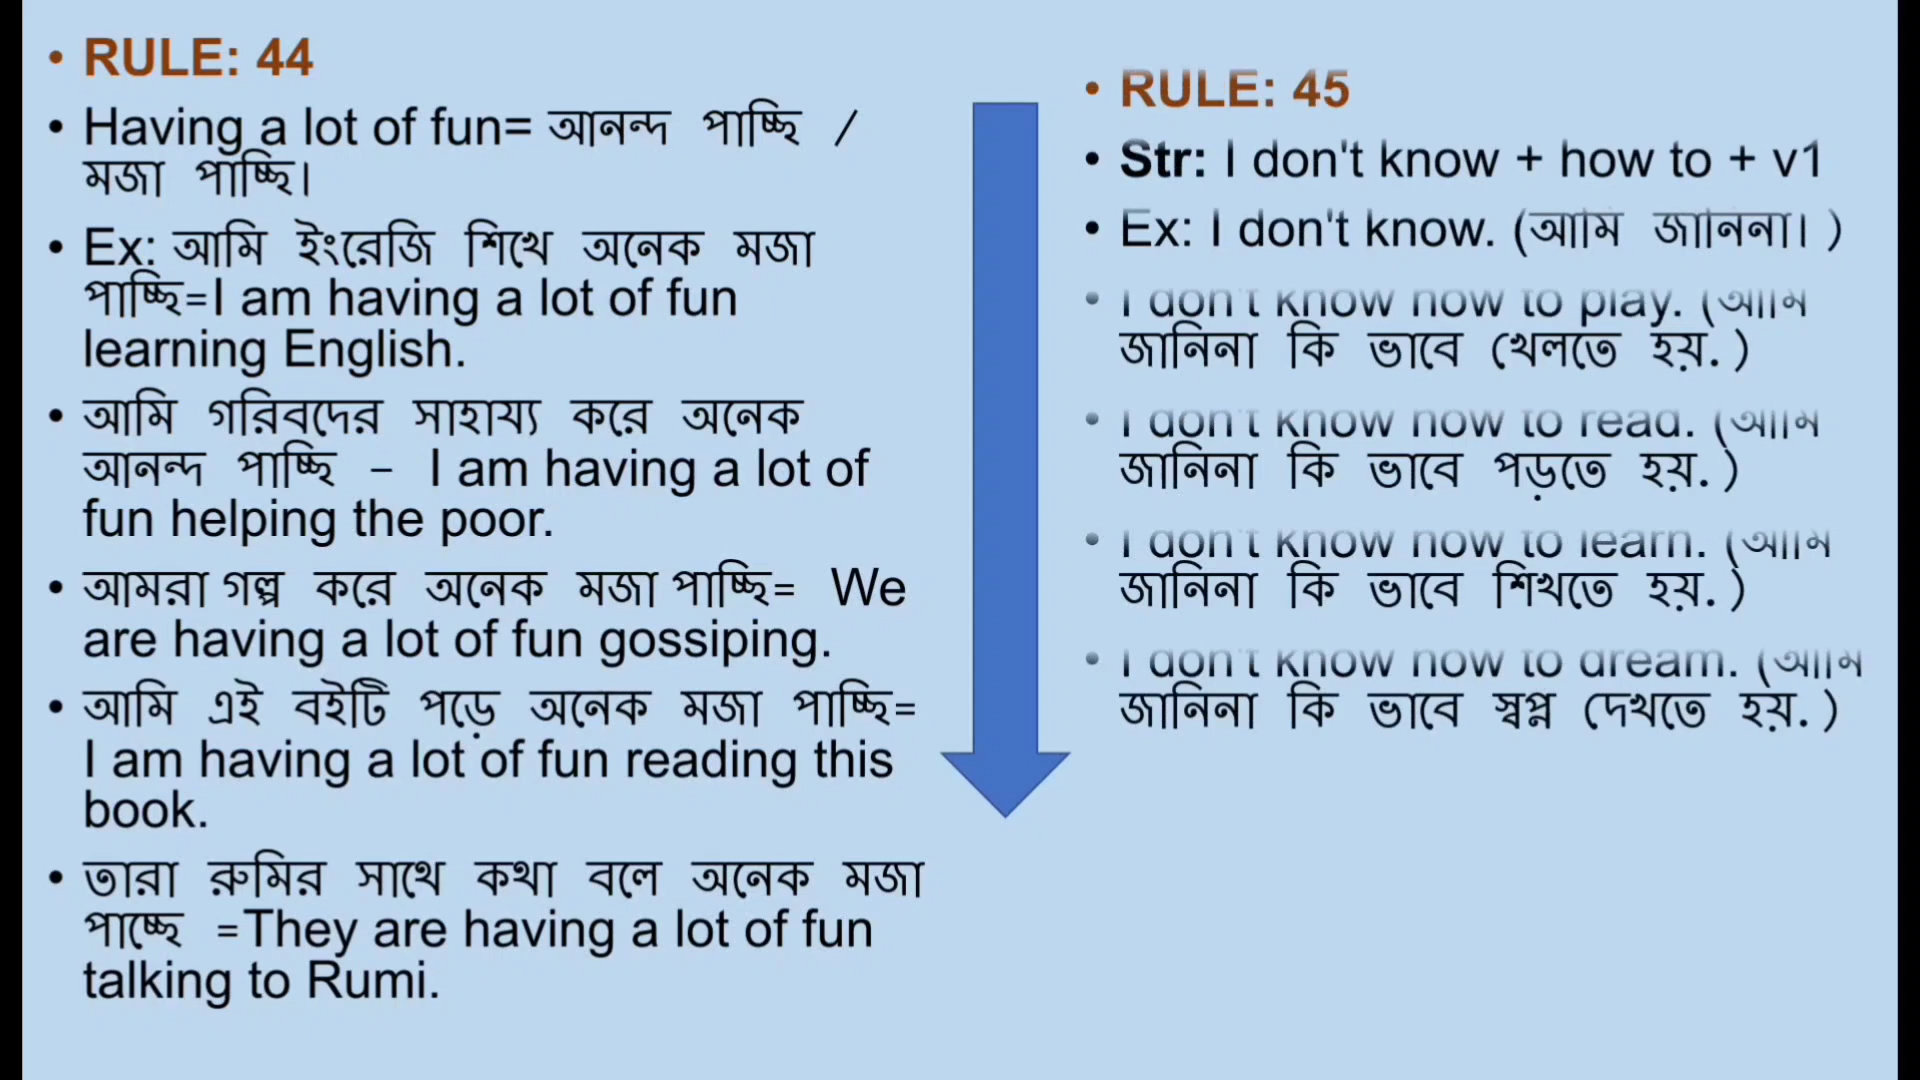 • RULE: 44
• Having a lot of fun= আনন্দ পাচ্ছি /
মজা পাচ্ছি।
• Ex: আমি ইংরেজি শিখে অনেক মজা
পাচ্ছি=I am having a lot of fun
learning English.
• আমি গরিবদের সাহায্য করে অনেক
আনন্দ পাচ্ছি – I am having a lot of
fun helping the poor.
• আমরা গল্প করে অনেক মজা পাচ্ছি= We
are having a lot of fun gossiping.
• আমি এই বইটি পড়ে অনেক মজা পাচ্ছি=
I am having a lot of fun reading this
book.
• তারা রুমির সাথে কথা বলে অনেক মজা
পাচ্ছে =They are having a lot of fun
talking to Rumi.
• RULE: 45
• Str: I don't know + how to + v1
• Ex: I don't know. (আমি জানিনা। )
• I don't know how to play. (আমি
জানিনা কি ভাবে খেলতে হয়. )
• I don't know how to read. (আমি
জানিনা কি ভাবে পড়তে হয়. )
• I don't know how to learn. (আমি
জানিনা কি ভাবে শিখতে হয়. )
• I don't know how to dream. (আমি
জানিনা কি ভাবে স্বপ্ন দেখতে হয়. )